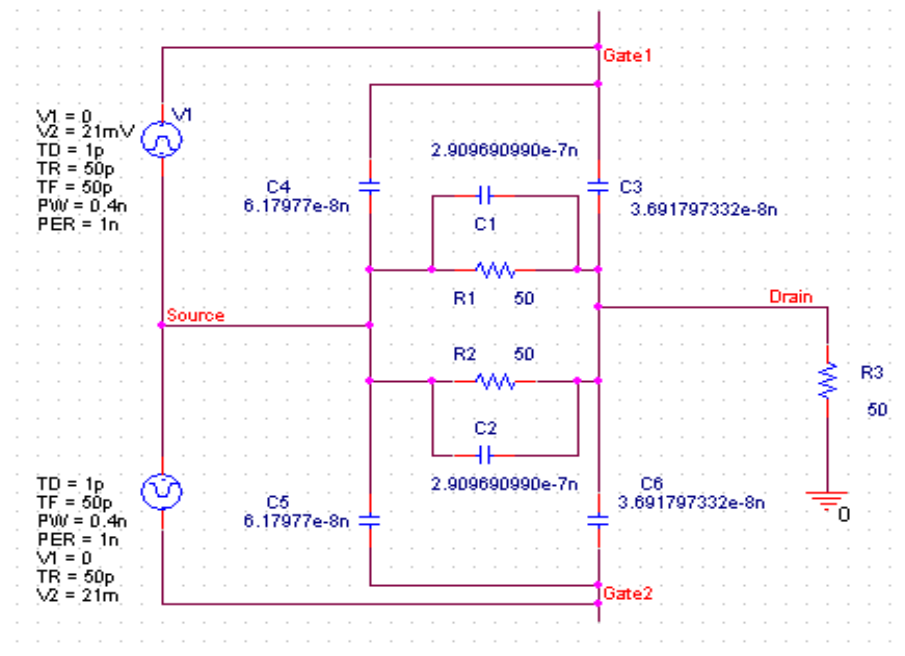 Gate1
V1
V1 = 0
V2 = 21mV
TD = 1p
TR = 50p
TF = 50p
PW = 0.4n
PER = 1n
2.909690990e-7n
C4
6.17977e-8n
C3
3.691797332e-8n
C1
R1 50
Drain
Source
R2 50
R3
50
C2
2.909690990e-7n
TD = 1p
TF = 50p
PW = 0.4n
PER = 1n
V1 = 0
TR = 50p
V2 = 21m
C5
6.17977e-8n
C6
3.691797332e-8n
0
Gate2